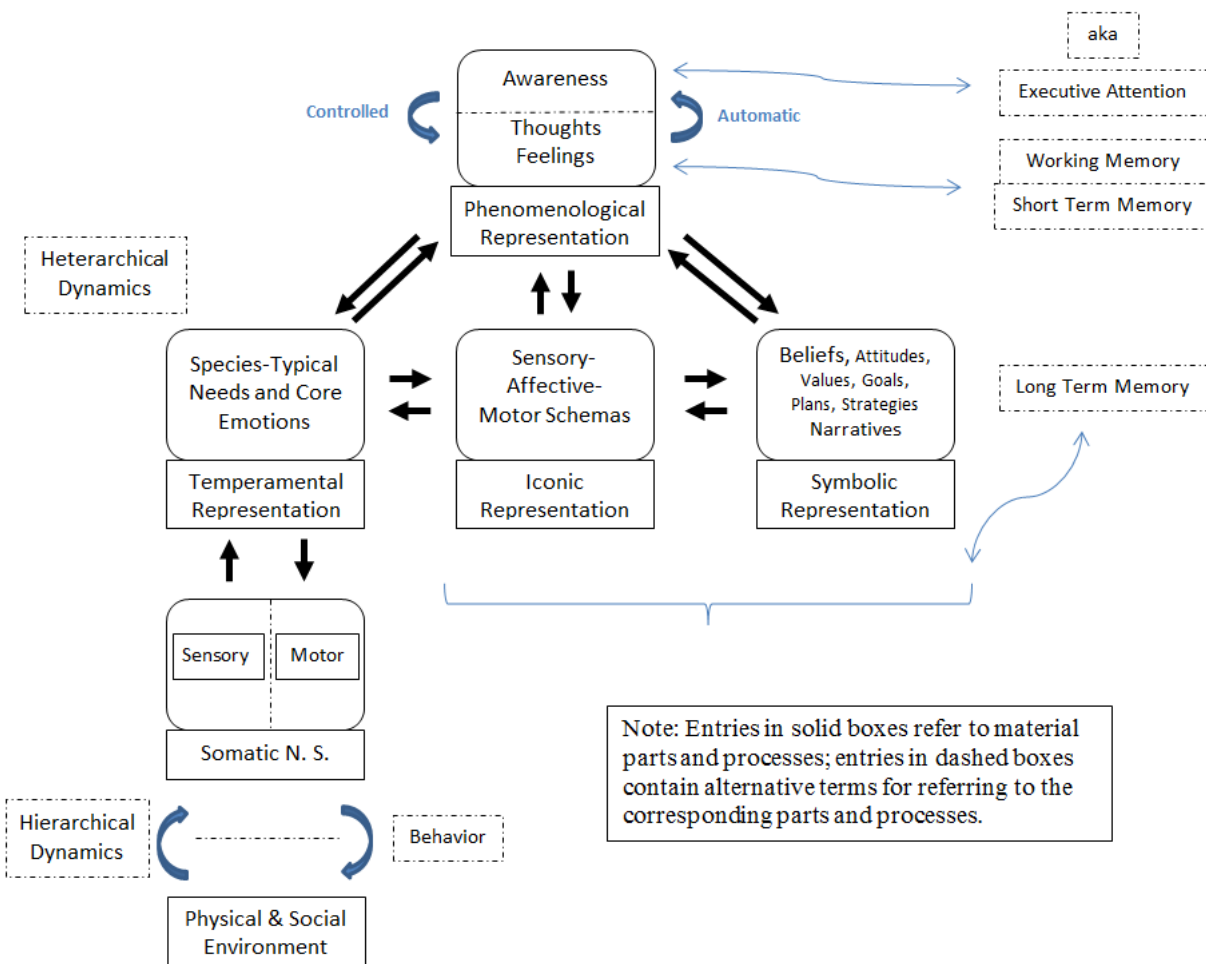 aka
Awareness
Executive Attention
Controlled
Automatic
Thoughts
Feelings
Working Memory
Short Term Memory
Phenomenological
Representation
Heterarchical
Dynamics
Species-Typical
Needs and Core
Emotions
Sensory-
Affective-
Motor Schemas
Beliefs, Attitudes,
Values, Goals,
Plans, Strategies
Narratives
Long Term Memory
Temperamental
Representation
Iconic
Representation
Symbolic
Representation
Sensory
Motor
Somatic N. S.
Note: Entries in solid boxes refer to material
parts and processes; entries in dashed boxes
contain alternative terms for referring to the
corresponding parts and processes.
Hierarchical
Dynamics
Behavior
Physical & Social
Environment